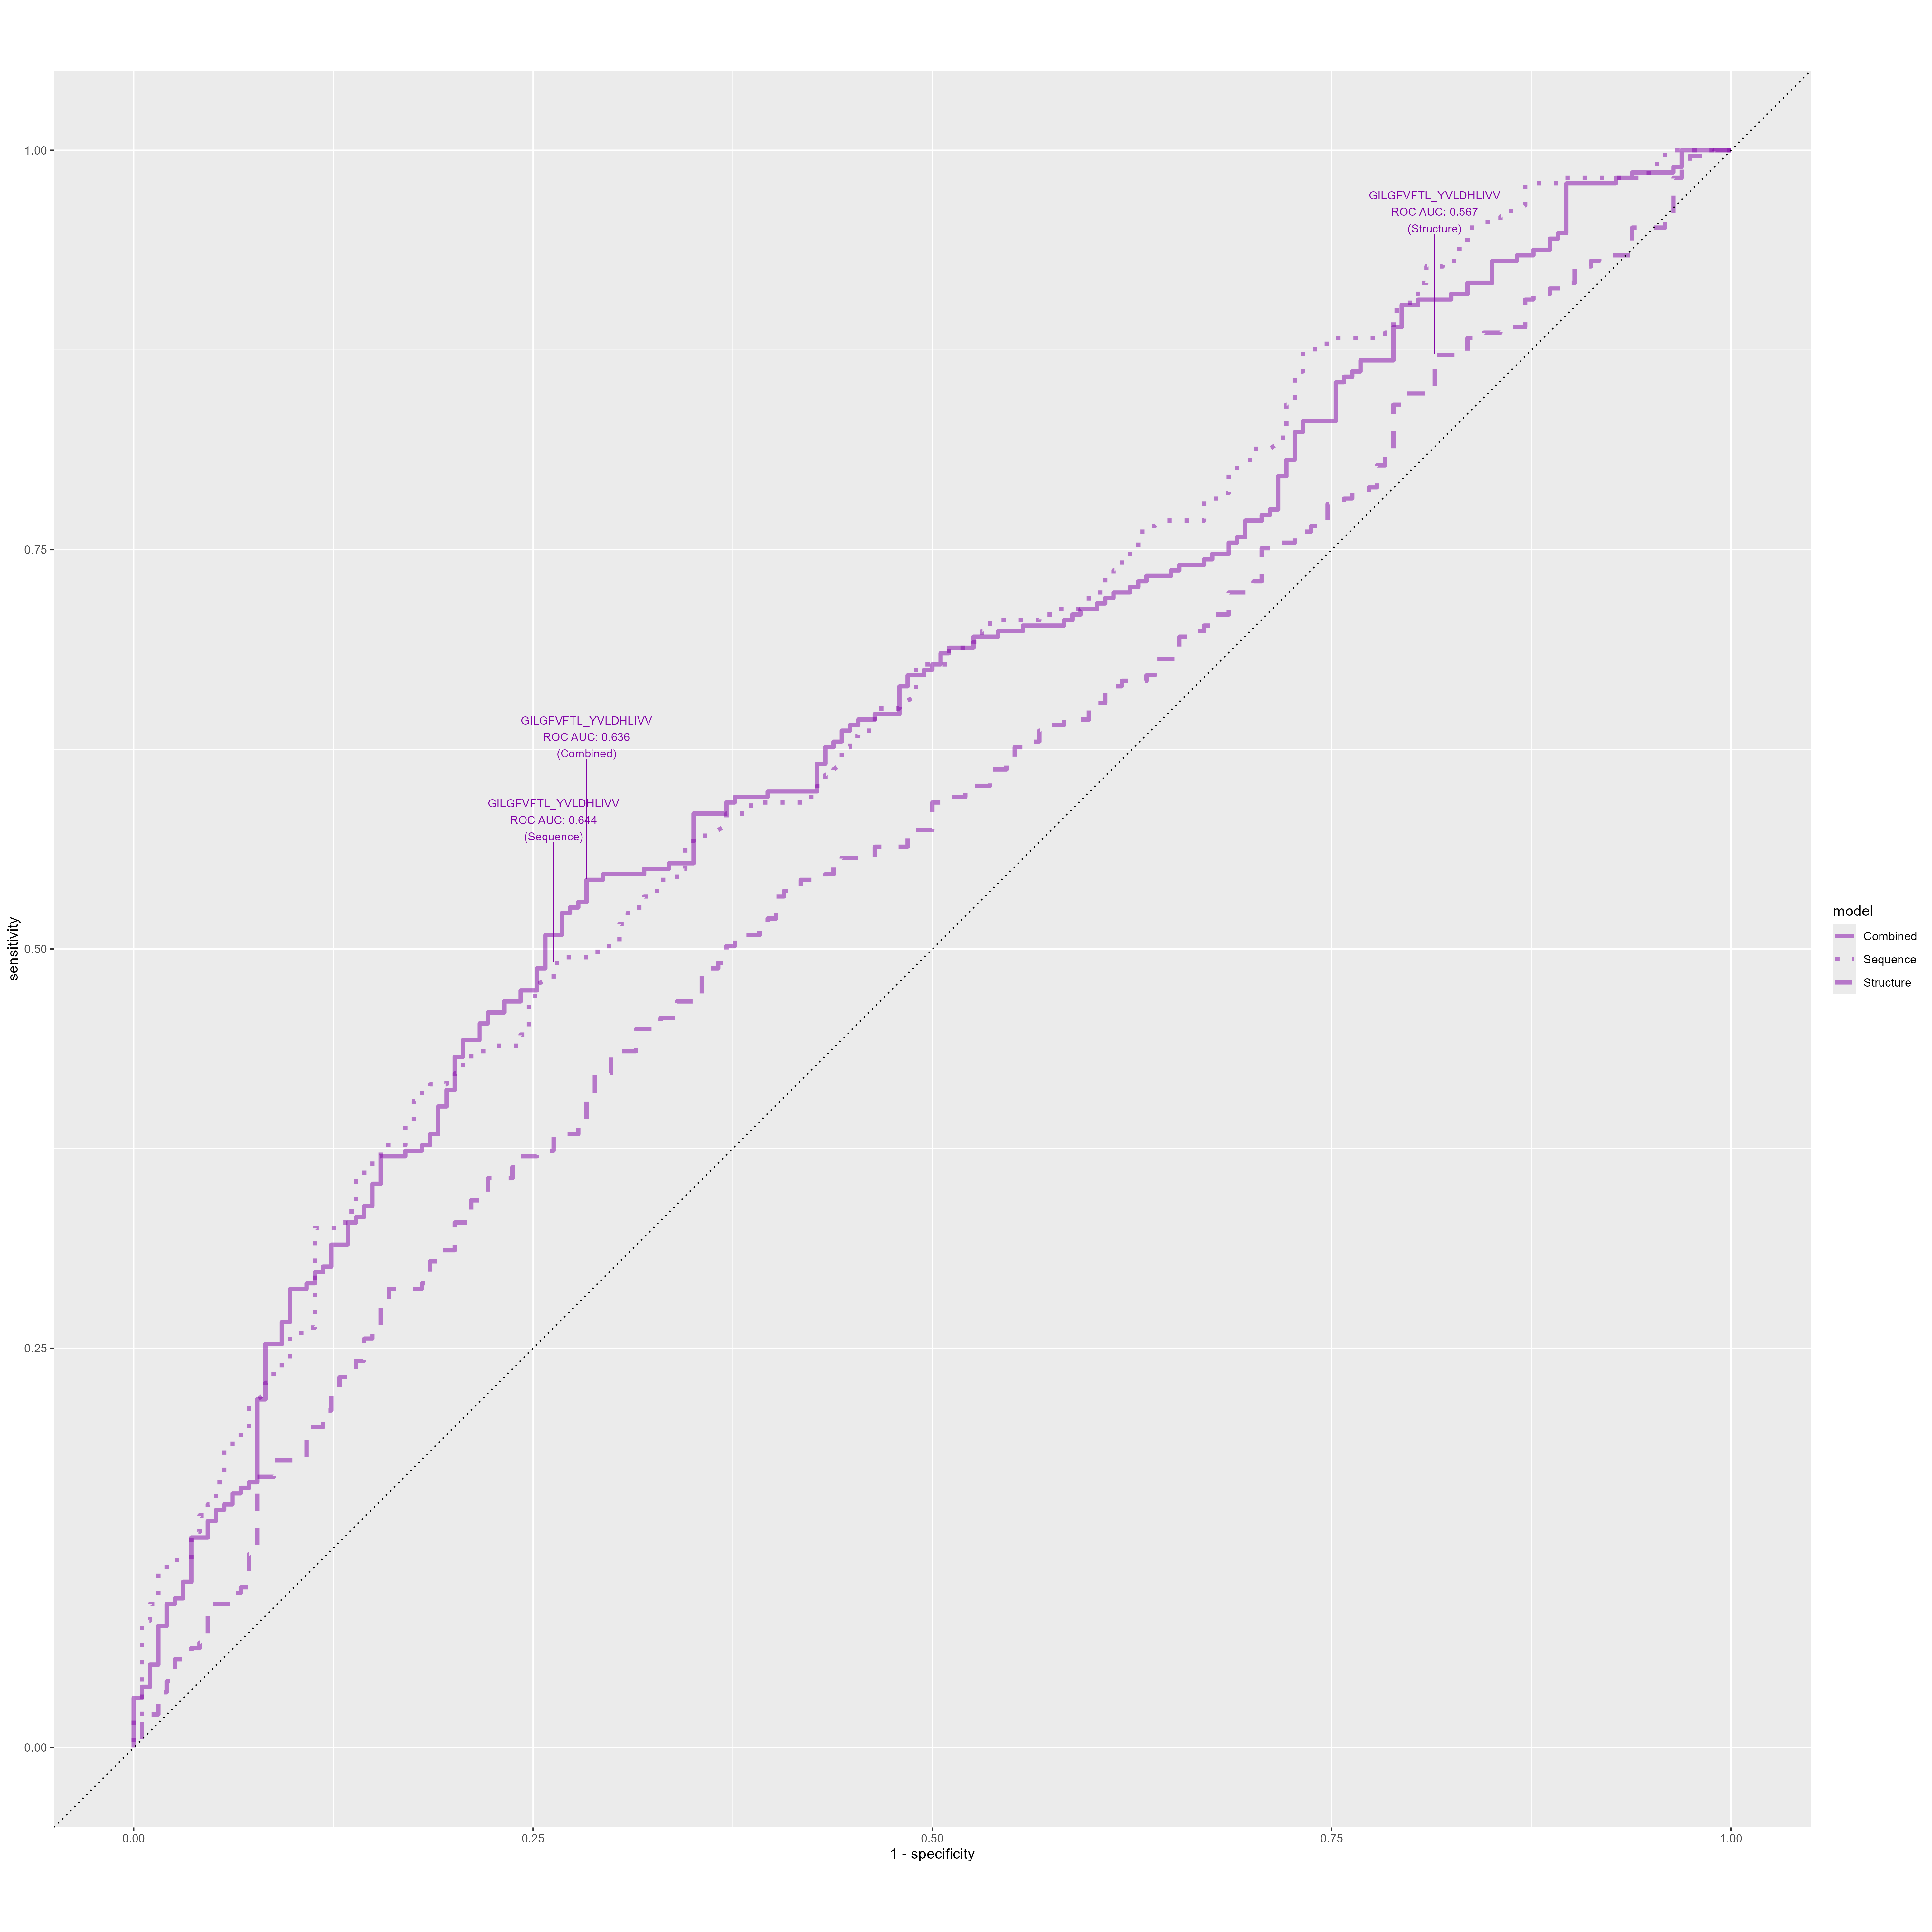 1.00
0.75
0.50
0.25
0.00
sensitivity
GILGFVFTL_YVLDHLIVV
ROC AUC: 0.567
(Structure)
GILGFVFTL_YVLDHLIVV
ROC AUC: 0.636
(Combined)
GILGFVFTL_YVLDHLIVV
ROC AUC: 0.644
(Sequence)
0.00
0.25
0.50
0.75
1.00
1 - specificity
model
Combined
Sequence
Structure